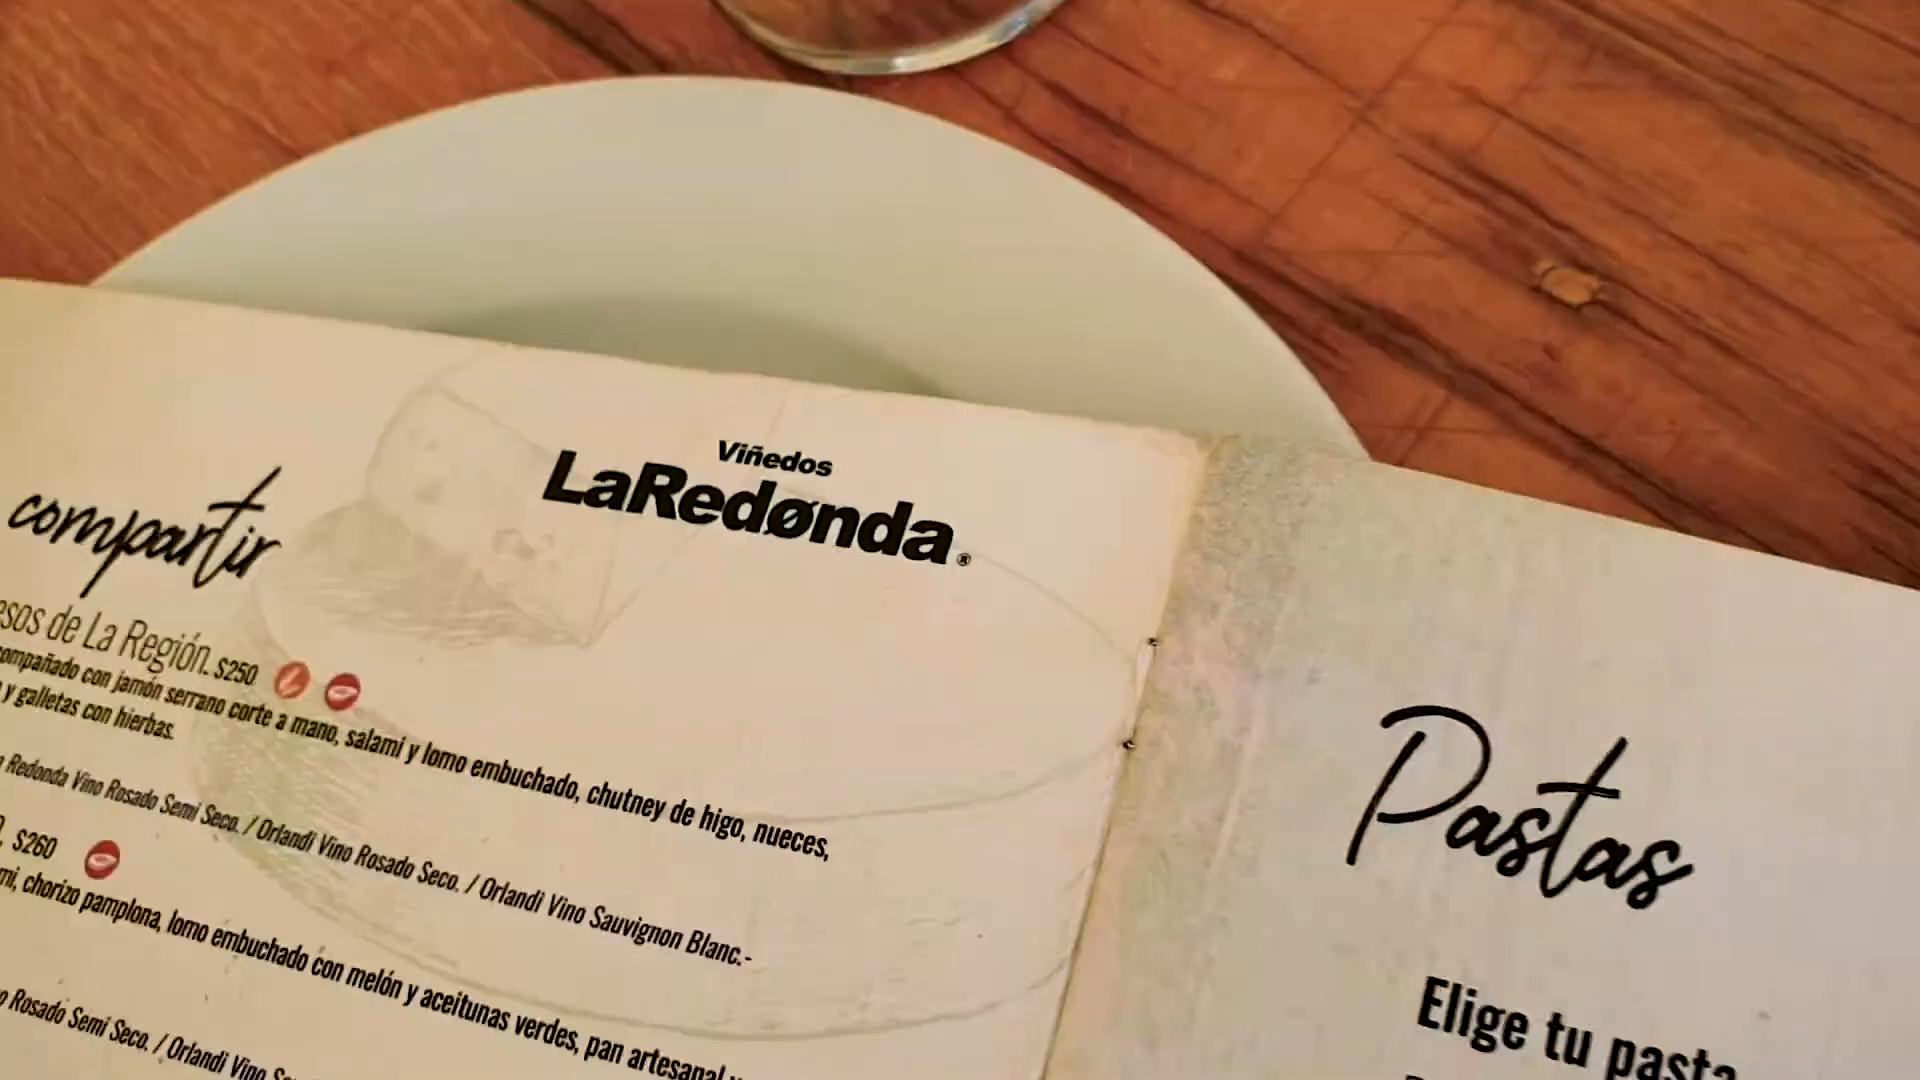 Viñedos
LaRedønda®
compartir
de La Región. $250
con jamón serrano corte a mano, salami y lomo embuchado, chutney de higo, nueces,
y galletas con hierbas.
Redonda Vino Rosado Semi Seco. / Orlandi Vino Rosado Seco. / Orlandi Vino Sauvignon Blanc.-
$260
chorizo pamplona, lomo embuchado con melón y aceitunas verdes, pan artesanal
Rosado Semi Seco. / Orlandi Vino
Pastas
Elige tu pasta